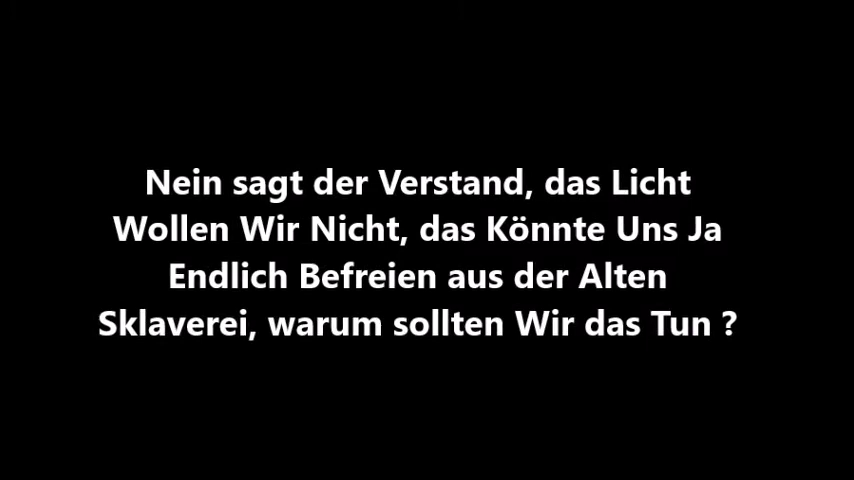 Nein sagt der Verstand, das Licht
Wollen Wir Nicht, das Könnte Uns Ja
Endlich Befreien aus der Alten
Sklaverei, warum sollten Wir das Tun ?